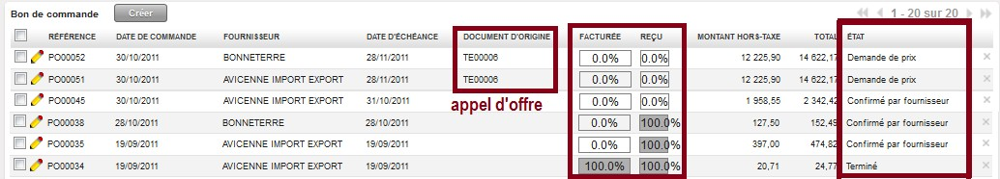 Bon de commande Créer 1 - 20 sur 20
RÉFÉRENCE DATE DE COMMANDE FOURNISSEUR DATE D'ÉCHÉANCE DOCUMENT D'ORIGINE FACTURÉE REÇU MONTANT HORS-TAXE TOTAL ÉTAT
PO00052 30/10/2011 BONNETERRE 28/11/2011 TE00006 0.0% 0.0% 12 225,90 14 622,17 Demande de prix
PO00051 30/10/2011 AVICENNE IMPORT EXPORT 28/11/2011 TE00006 0.0% 0.0% 12 225,90 14 622,17 Demande de prix
PO00045 30/10/2011 AVICENNE IMPORT EXPORT 31/10/2011 0.0% 0.0% 1 958,55 2 342,42 Confirmé par fournisseur
appel d'offre
PO00038 28/10/2011 BONNETERRE 28/10/2011 0.0% 100.0% 127,50 152,49 Confirmé par fournisseur
PO00035 19/09/2011 AVICENNE IMPORT EXPORT 19/09/2011 0.0% 100.0% 397,00 474,82 Confirmé par fournisseur
PO00034 19/09/2011 AVICENNE IMPORT EXPORT 19/09/2011 100.0% 100.0% 20,71 24,77 Terminé